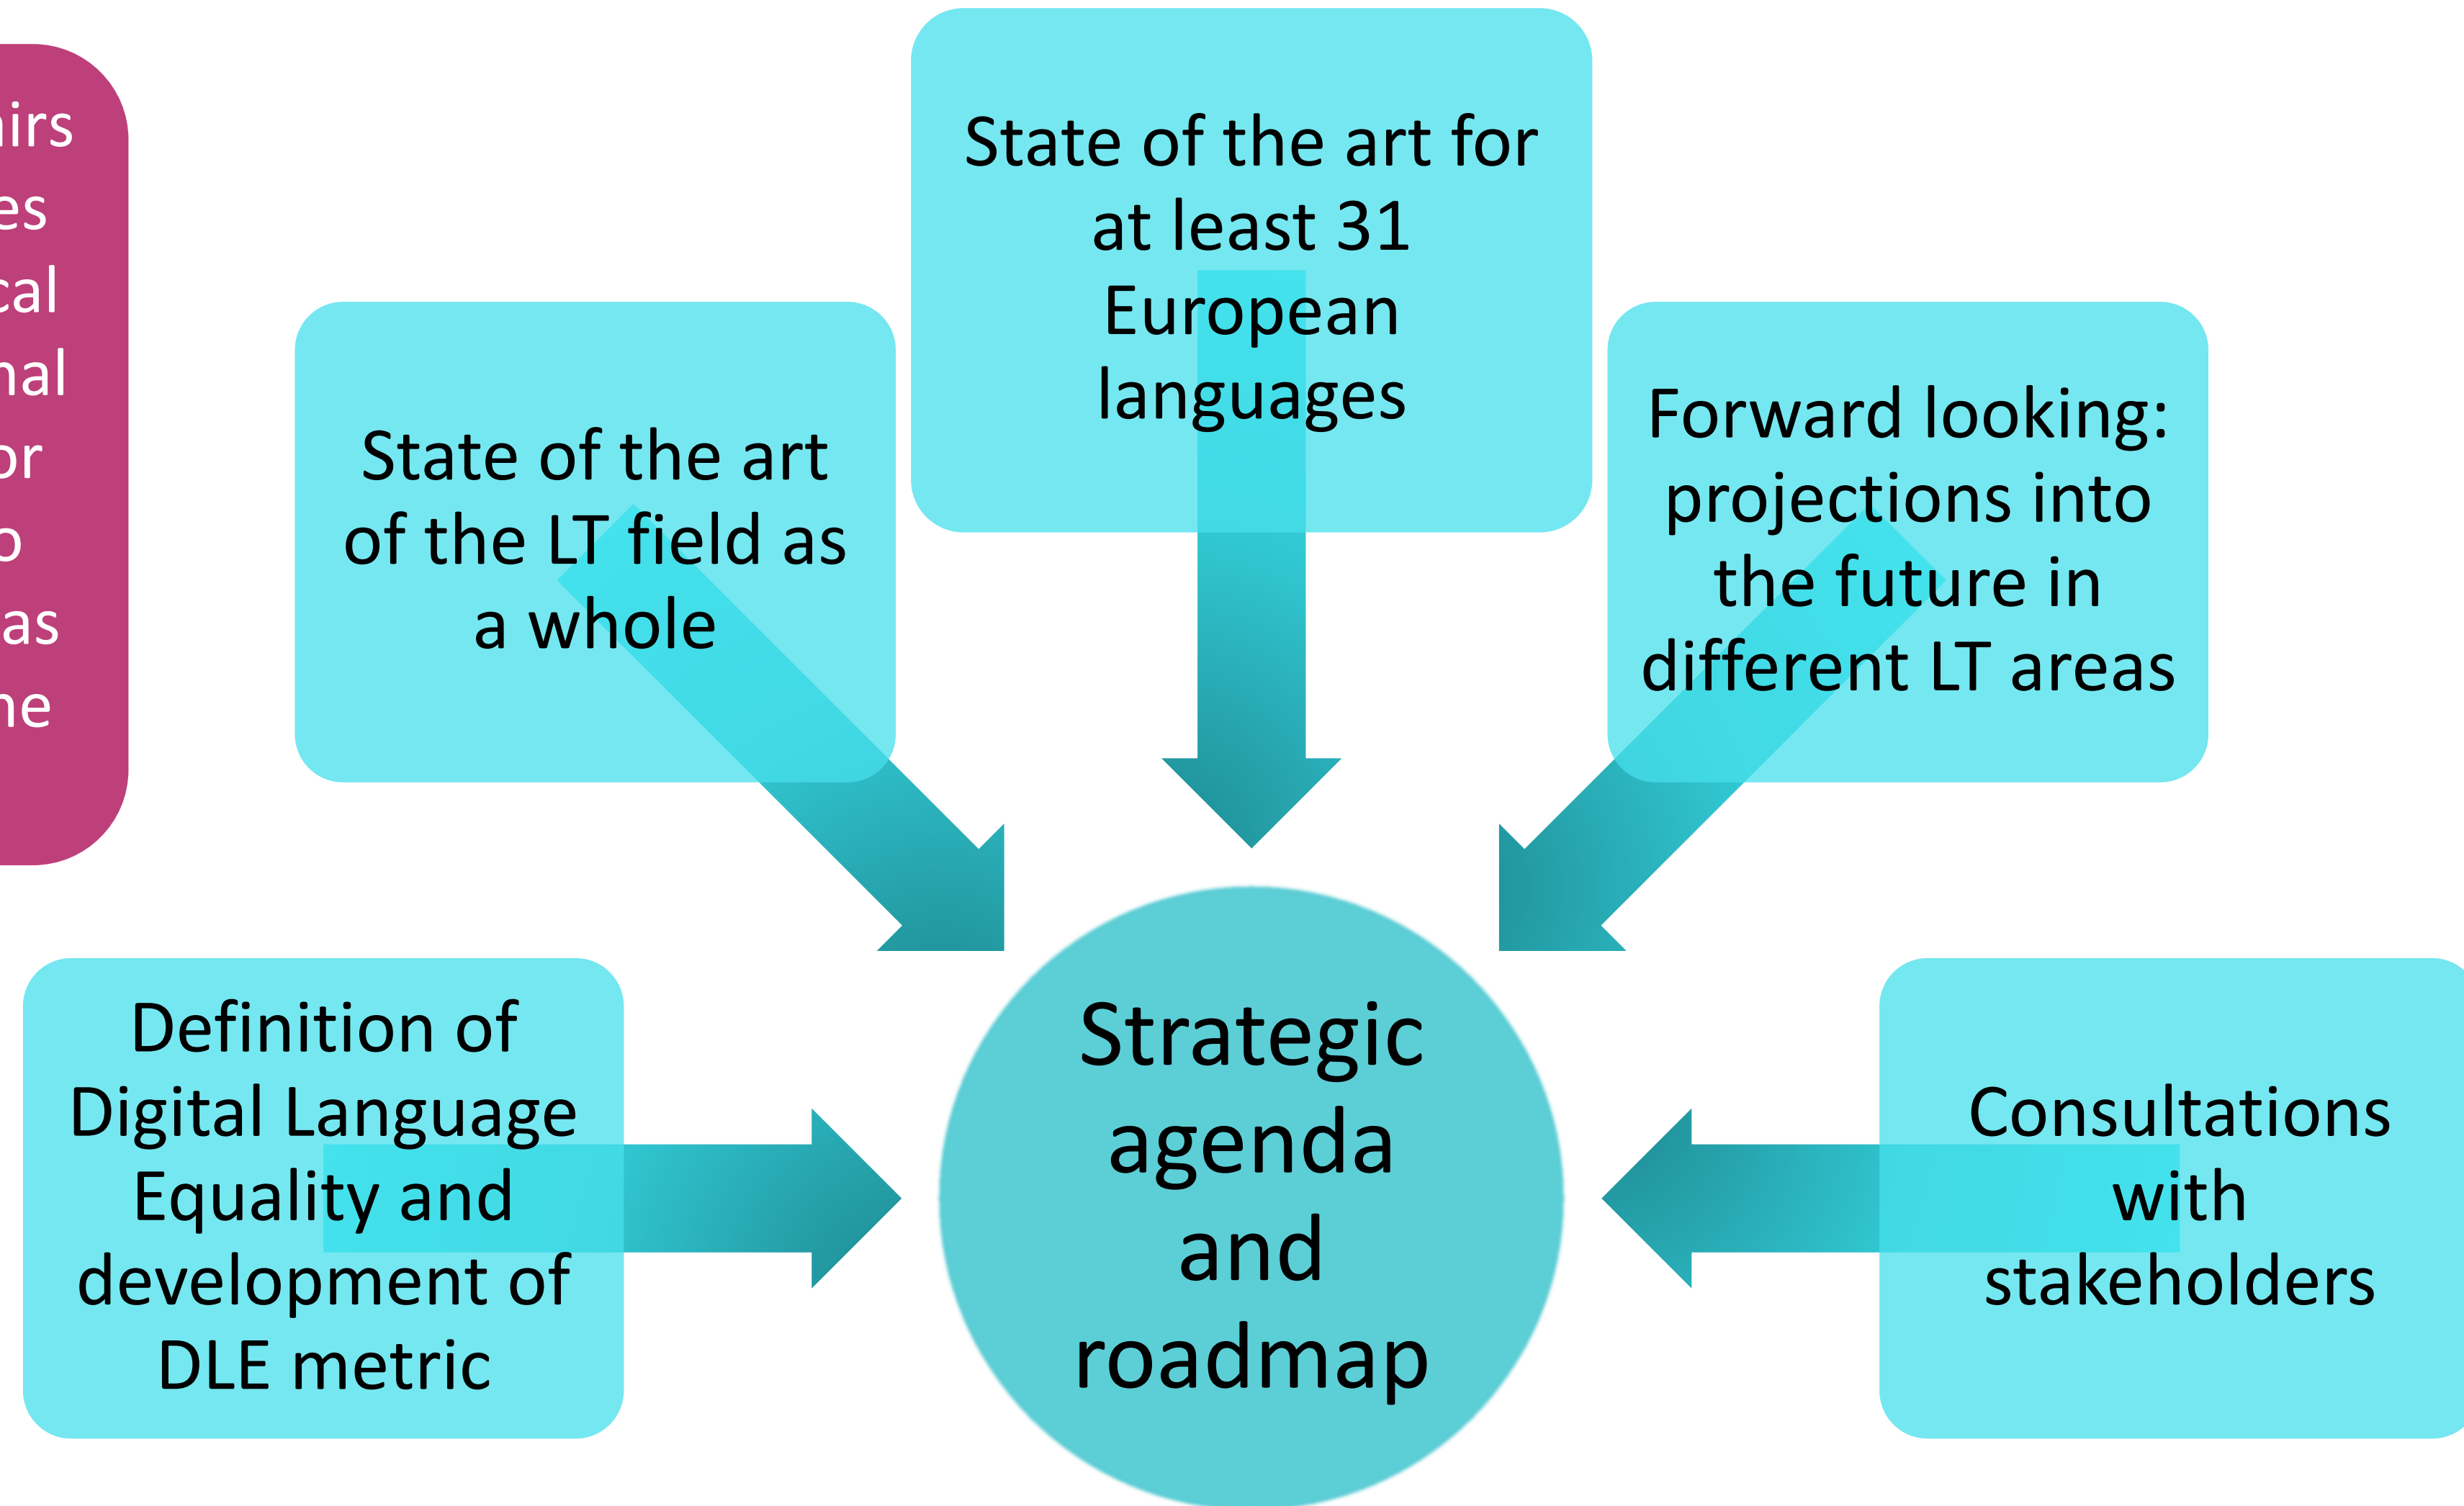 State of the art for
at least 31
European
languages
State of the art
of the LT field as
a whole
Forward looking:
projections into
the future in
different LT areas
Definition of
Digital Language
Equality and
development of
DLE metric
Strategic
agenda
and
roadmap
Consultations
with
stakeholders